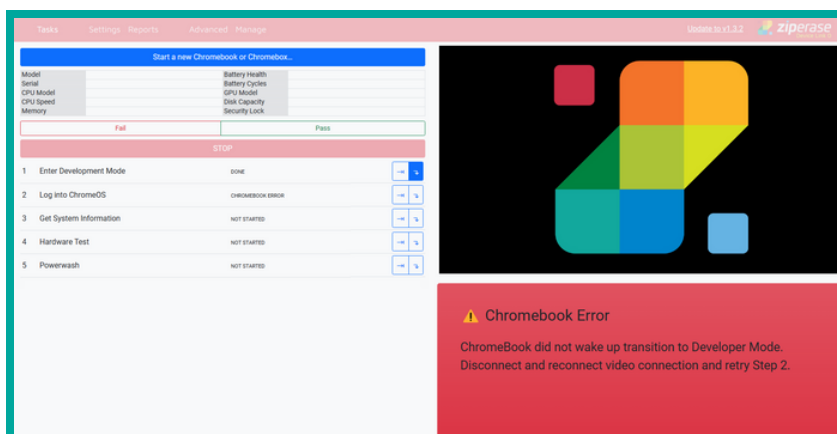 Tasks Settings Reports Advanced Manage Update to v1.3.2 ziperase
Start a new Chromebook or Chromebox...
Model Battery Health
Serial Battery Cycles
CPU Model GPU Model
CPU Speed Disk Capacity
Memory Security Lock
Fail Pass
STOP
1 Enter Development Mode DONE
2 Log into ChromeOS CHROMEBOOK ERROR
3 Get System Information NOT STARTED
4 Hardware Test NOT STARTED
5 Powerwash NOT STARTED
Chromebook Error
ChromeBook did not wake up transition to Developer Mode.
Disconnect and reconnect video connection and retry Step 2.